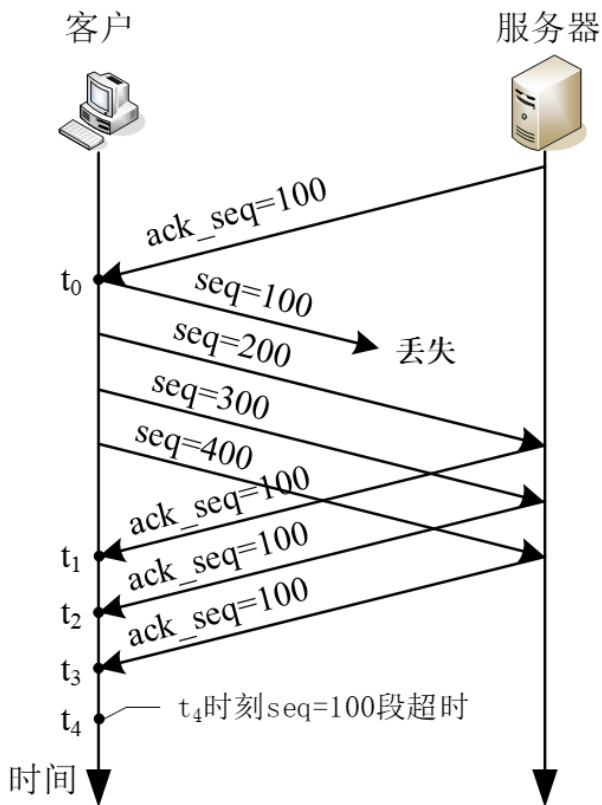 客户
服务器
ack_seq=100
t0
seq=100
丢失
seq=200
seq=300
seq=400
ack_seq=100
t1
ack_seq=100
t2
ack_seq=100
t3
t4
t4时刻seq=100段超时
时间